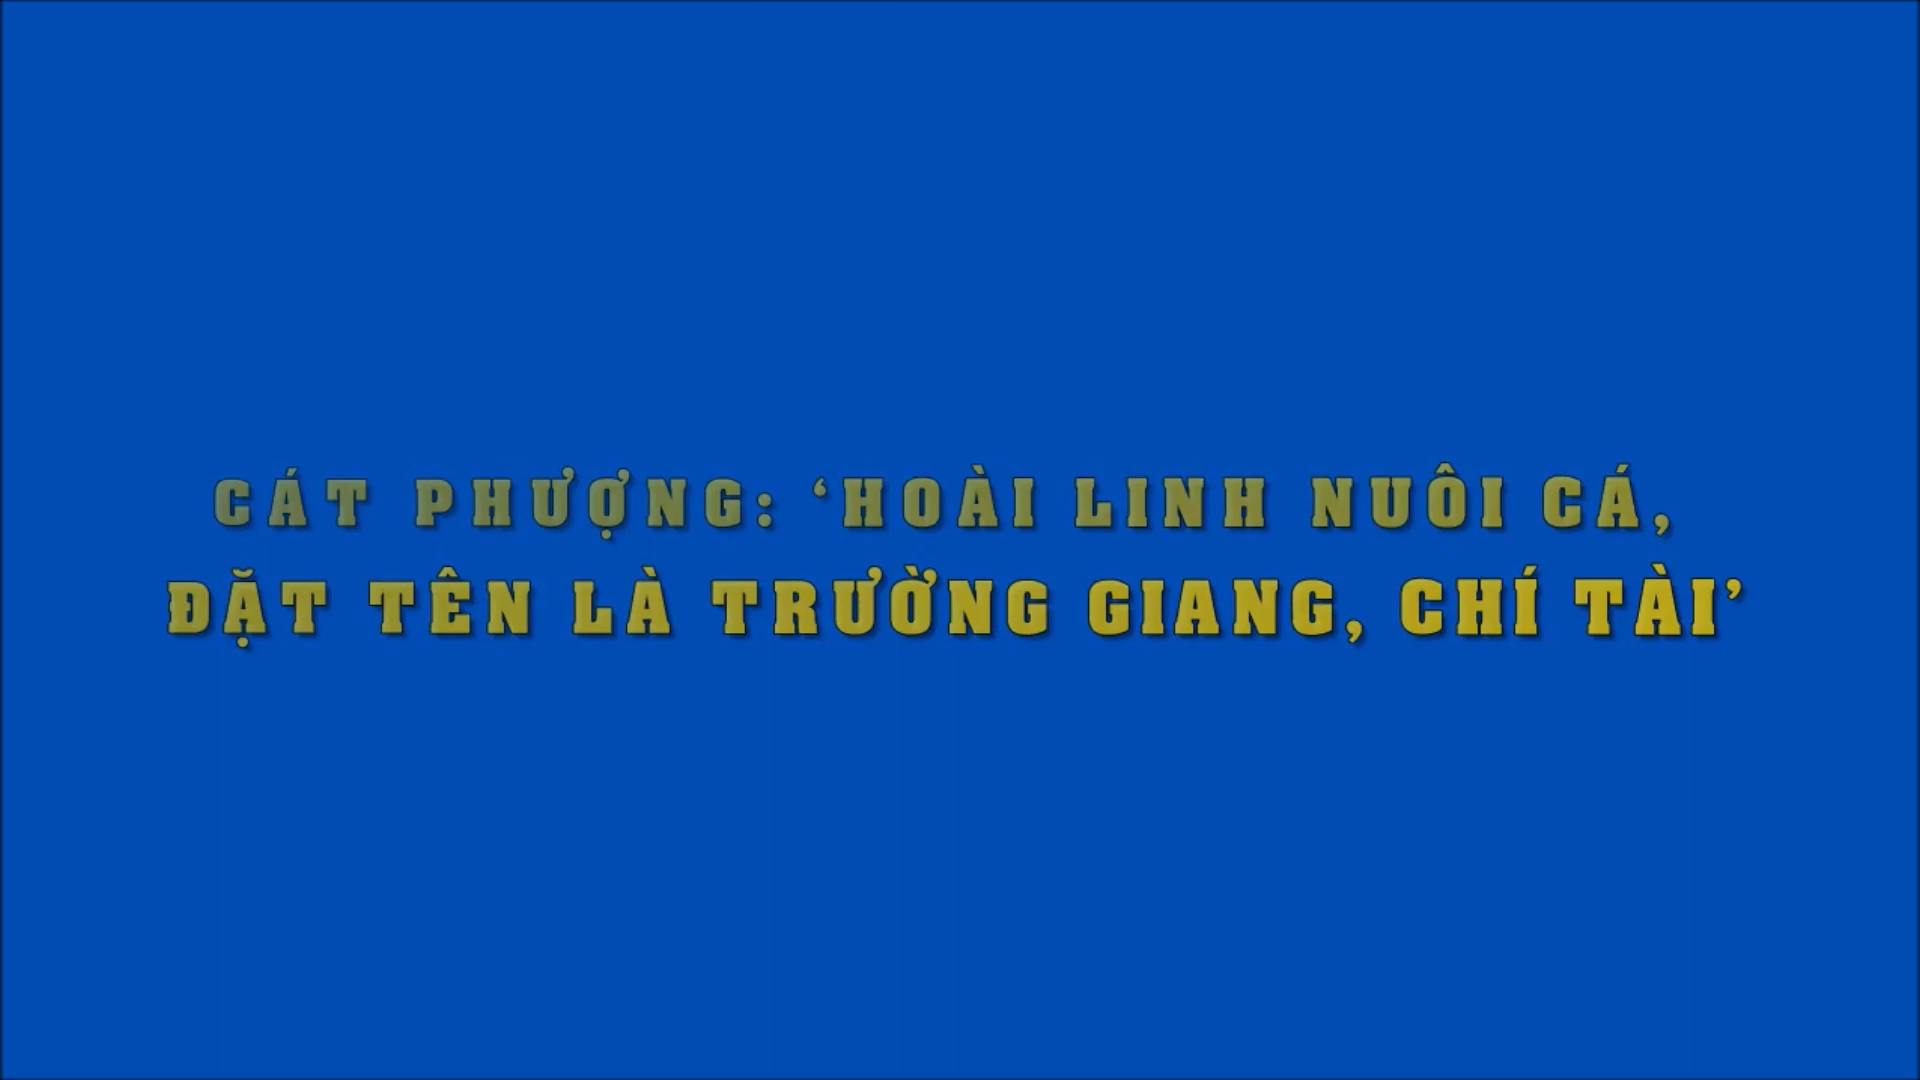 CÁT PHƯỢNG: ‘HOÀI LINH NUÔI CÁ,
ĐẶT TÊN LÀ TRƯỜNG GIANG, CHÍ TÀI’